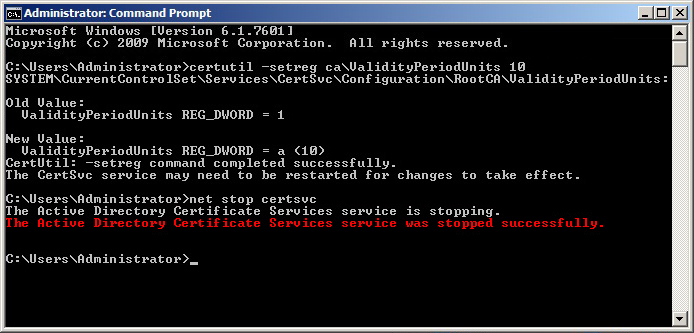 Administrator: Command Prompt
Microsoft Windows [Version 6.1.7601]
Copyright (c) 2009 Microsoft Corporation.  All rights reserved.
C:\Users\Administrator>certutil -setreg ca\ValidityPeriodUnits 10
SYSTEM\CurrentControlSet\Services\CertSvc\Configuration\RootCA\ValidityPeriodUnits:
Old Value:
ValidityPeriodUnits REG_DWORD = 1
New Value:
ValidityPeriodUnits REG_DWORD = a (10)
CertUtil: -setreg command completed successfully.
The CertSvc service may need to be restarted for changes to take effect.
C:\Users\Administrator>net stop certsvc
The Active Directory Certificate Services service is stopping.
The Active Directory Certificate Services service was stopped successfully.
C:\Users\Administrator>_